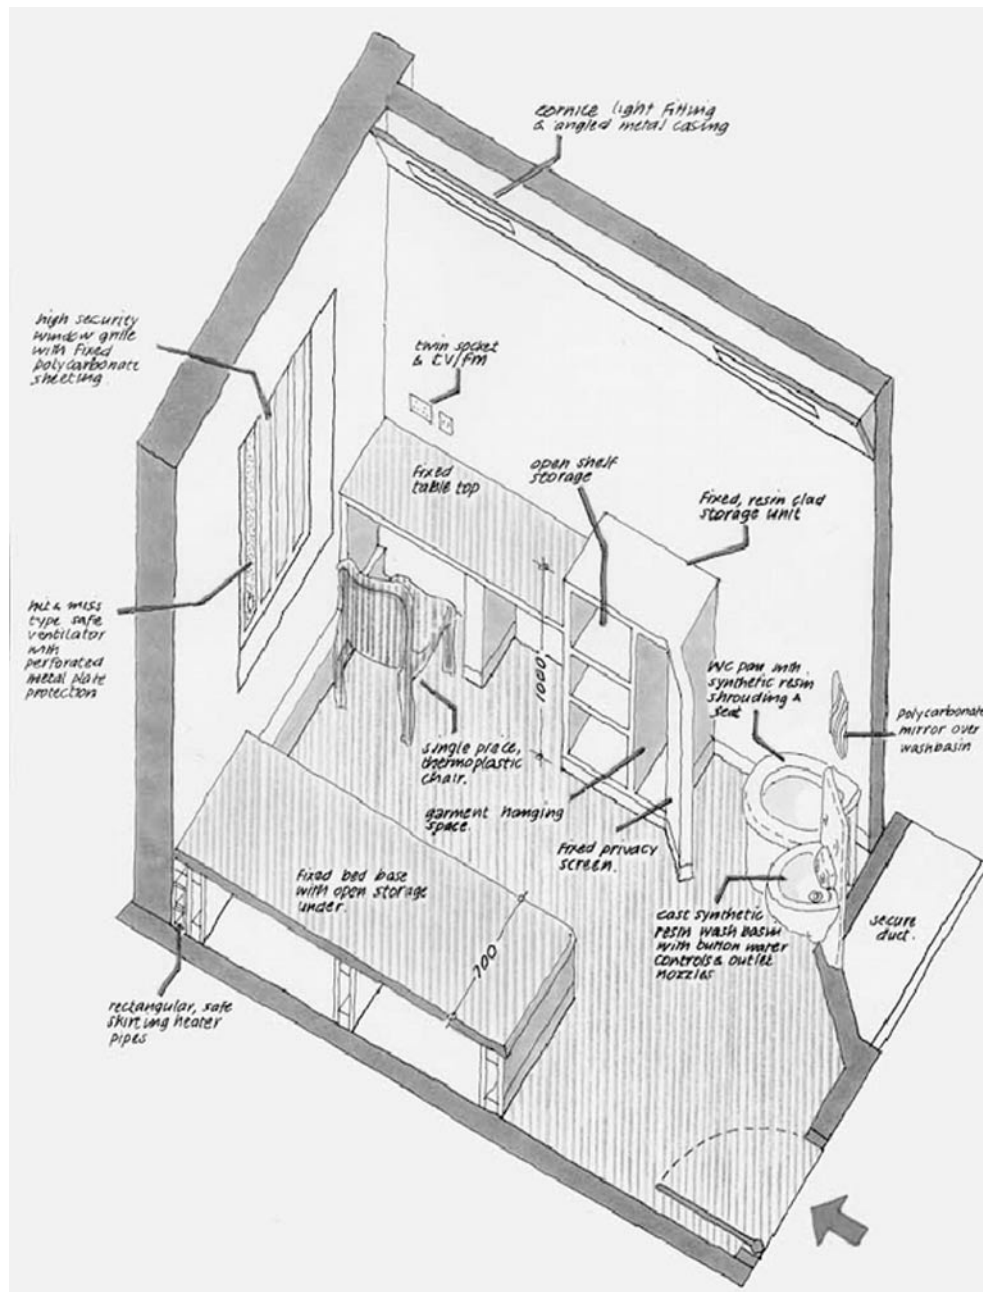 cornice light fitting
& angled metal casing
high security
window grille
with fixed
polycarbonate
sheeting.
twin socket
& TV/FM
fixed
table top
open shelf
storage
fixed, resin clad
storage unit
hit & miss
type safe
ventilator
with
perforated
metal plate
protection
1000
WC pan with
synthetic resin
shrouding &
seat
polycarbonate
mirror over
washbasin
single piece,
thermoplastic
chair.
garment hanging
space.
fixed privacy
screen.
fixed bed base
with open storage
under.
700
cast synthetic
resin wash basin
with button water
controls & outlet
nozzles
secure
duct.
rectangular, safe
skirting heater
pipes